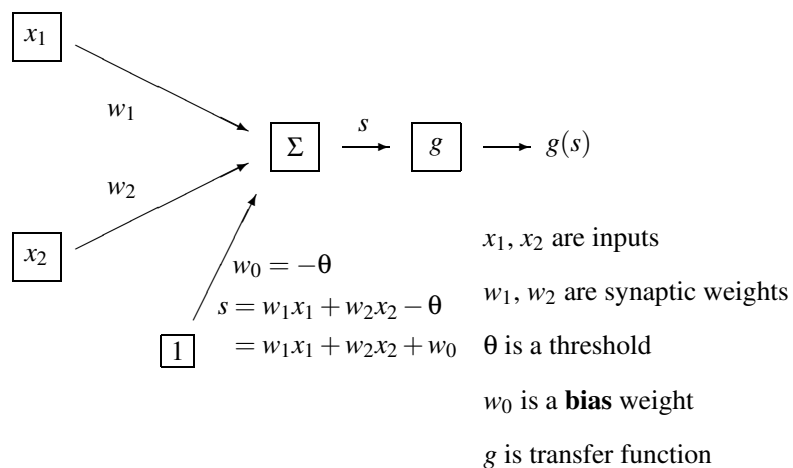 x₁
w₁
Σ
s
g
g(s)
w₂
x₂
x₁, x₂ are inputs
w₀ = −θ
w₁, w₂ are synaptic weights
s = w₁x₁ + w₂x₂ − θ
1
= w₁x₁ + w₂x₂ + w₀
θ is a threshold
w₀ is a bias weight
g is transfer function